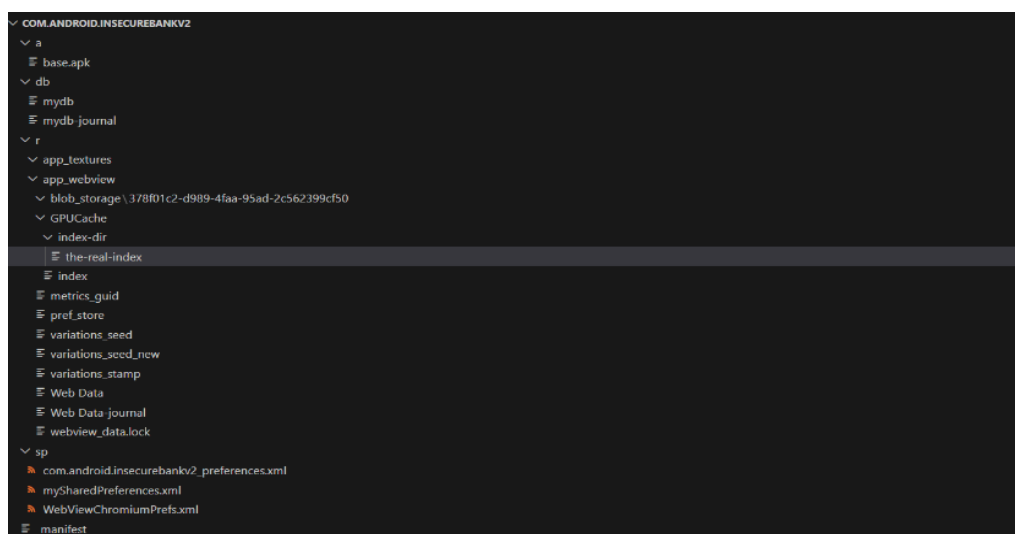 COM.ANDROID.INSECUREBANKV2
a
base.apk
db
mydb
mydb-journal
r
app_textures
app_webview
blob_storage\378f01c2-d989-4faa-95ad-2c562399cf50
GPUCache
index-dir
the-real-index
index
metrics_guid
pref_store
variations_seed
variations_seed_new
variations_stamp
Web Data
Web Data-journal
webview_data.lock
sp
com.android.insecurebankv2_preferences.xml
mySharedPreferences.xml
WebViewChromiumPrefs.xml
manifest